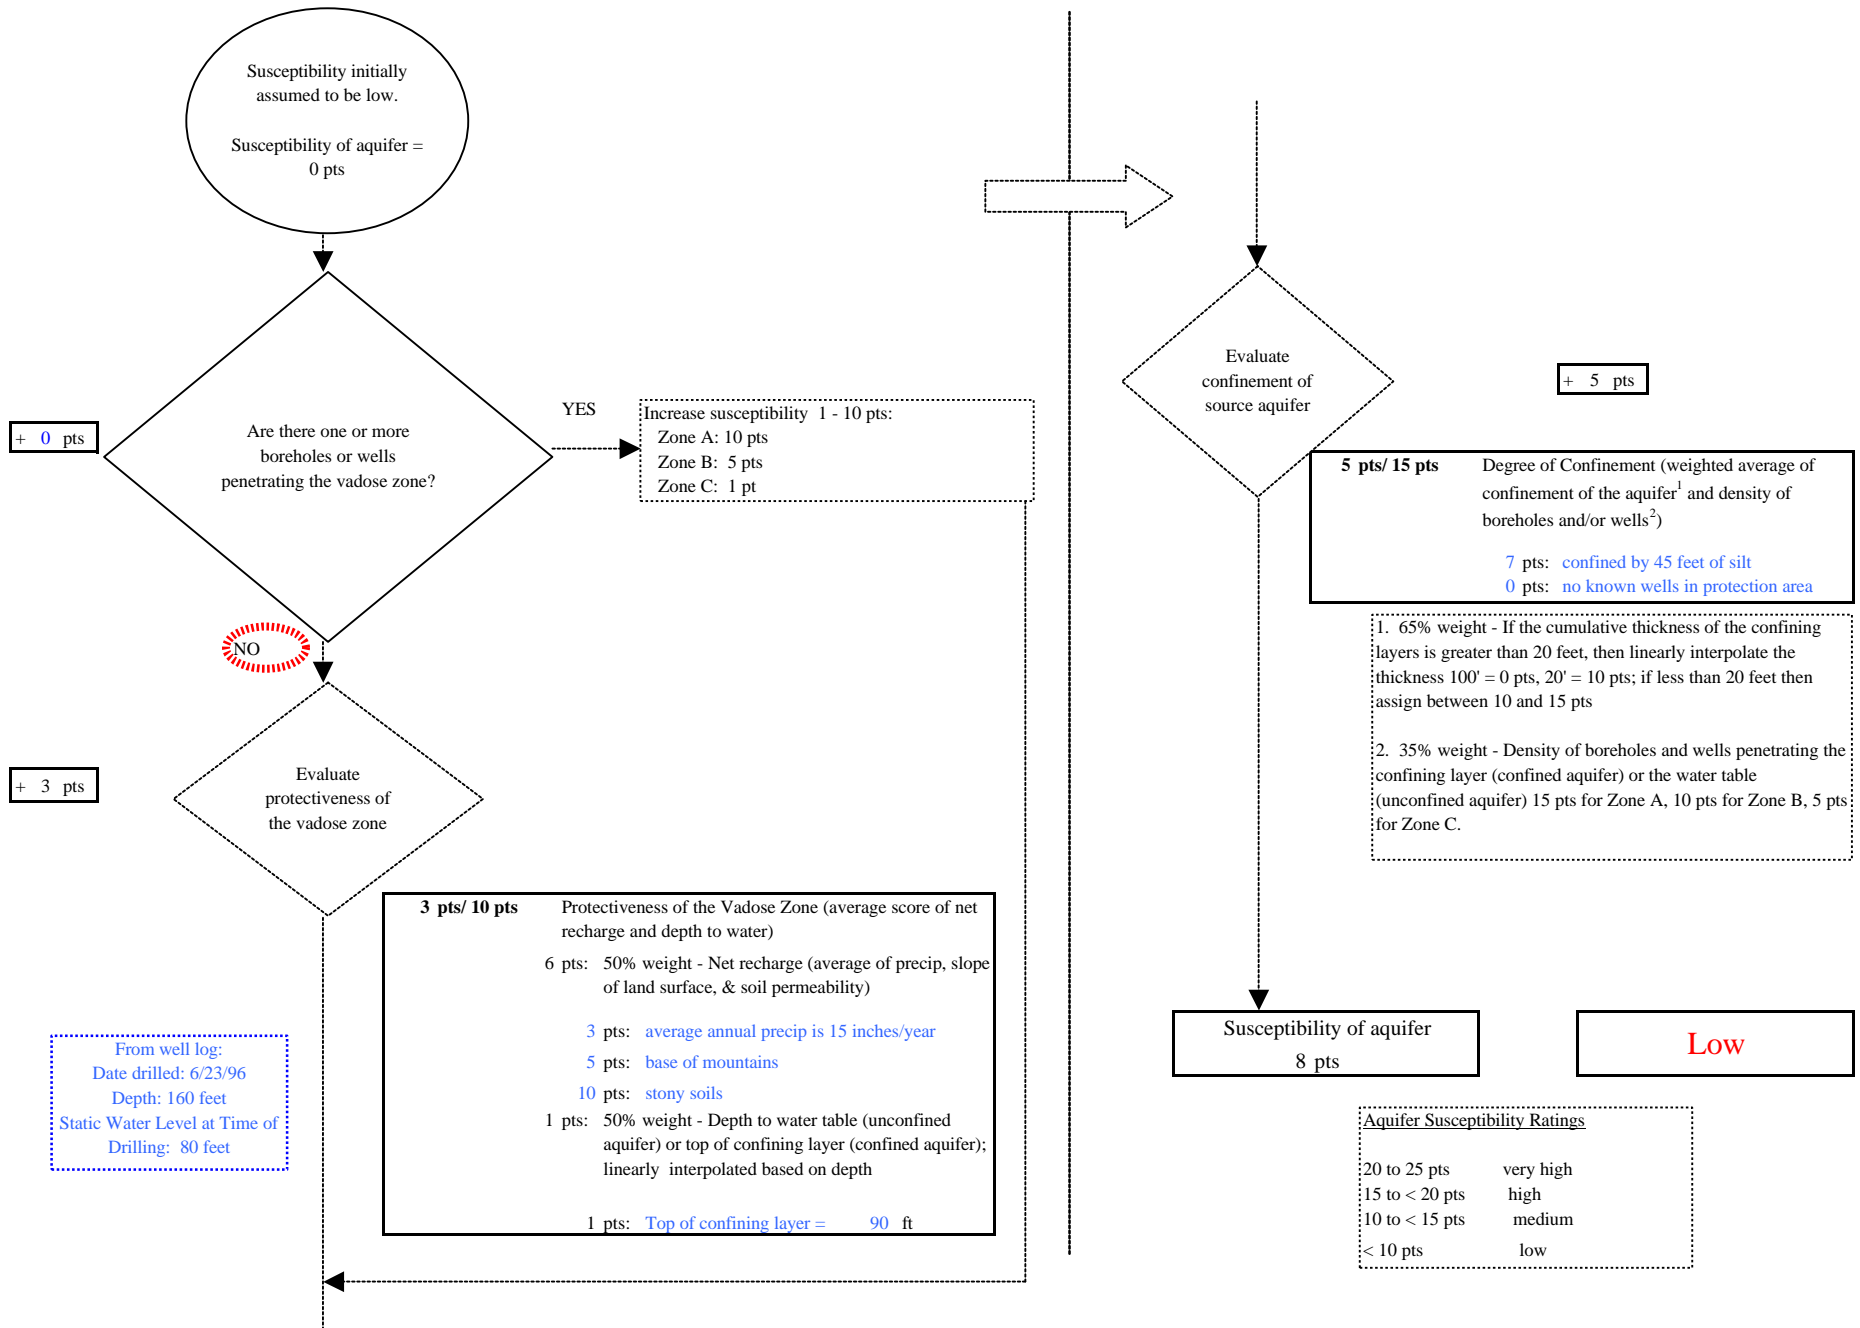 Susceptibility initially
assumed to be low.
Susceptibility of aquifer =
0 pts
+ 0 pts
Are there one or more
boreholes or wells
penetrating the vadose zone?
YES
Increase susceptibility 1 - 10 pts:
Zone A: 10 pts
Zone B: 5 pts
Zone C: 1 pt
NO
+ 3 pts
Evaluate
protectiveness of
the vadose zone
3 pts/ 10 pts Protectiveness of the Vadose Zone (average score of net
recharge and depth to water)
6 pts: 50% weight - Net recharge (average of precip, slope
of land surface, & soil permeability)
3 pts: average annual precip is 15 inches/year
5 pts: base of mountains
10 pts: stony soils
1 pts: 50% weight - Depth to water table (unconfined
aquifer) or top of confining layer (confined aquifer);
linearly interpolated based on depth
1 pts: Top of confining layer = 90 ft
From well log:
Date drilled: 6/23/96
Depth: 160 feet
Static Water Level at Time of
Drilling: 80 feet
Evaluate
confinement of
source aquifer
+ 5 pts
5 pts/ 15 pts Degree of Confinement (weighted average of
confinement of the aquifer1 and density of
boreholes and/or wells2)
7 pts: confined by 45 feet of silt
0 pts: no known wells in protection area
1. 65% weight - If the cumulative thickness of the confining
layers is greater than 20 feet, then linearly interpolate the
thickness 100' = 0 pts, 20' = 10 pts; if less than 20 feet then
assign between 10 and 15 pts
2. 35% weight - Density of boreholes and wells penetrating the
confining layer (confined aquifer) or the water table
(unconfined aquifer) 15 pts for Zone A, 10 pts for Zone B, 5 pts
for Zone C.
Susceptibility of aquifer
8 pts
Low
Aquifer Susceptibility Ratings
20 to 25 pts very high
15 to < 20 pts high
10 to < 15 pts medium
< 10 pts low